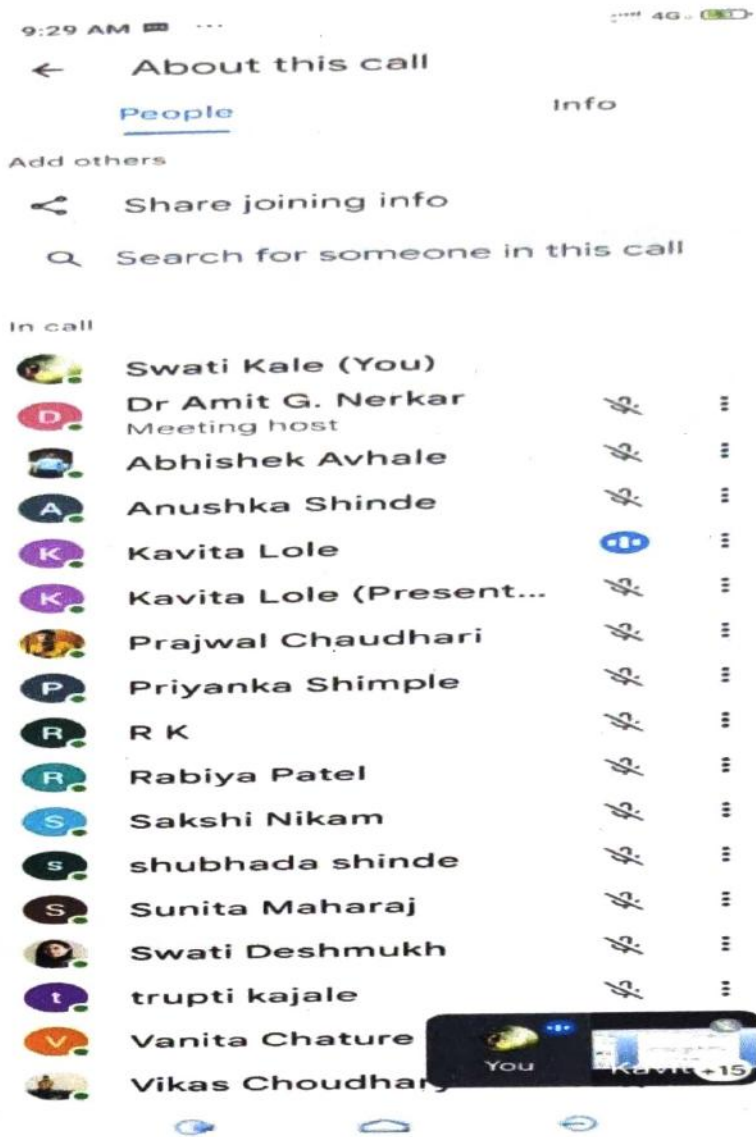 9:29 AM ... 4G
About this call
People Info
Add others
Share joining info
Search for someone in this call
In call
Swati Kale (You)
D Dr Amit G. Nerkar
Meeting host
Abhishek Avhale
A Anushka Shinde
K Kavita Lole
K Kavita Lole (Present...
Prajwal Chaudhari
P Priyanka Shimple
R R K
R Rabiya Patel
S Sakshi Nikam
s shubhada shinde
S Sunita Maharaj
Swati Deshmukh
t trupti kajale
V Vanita Chature
Vikas Choudhary
You Kavit +15